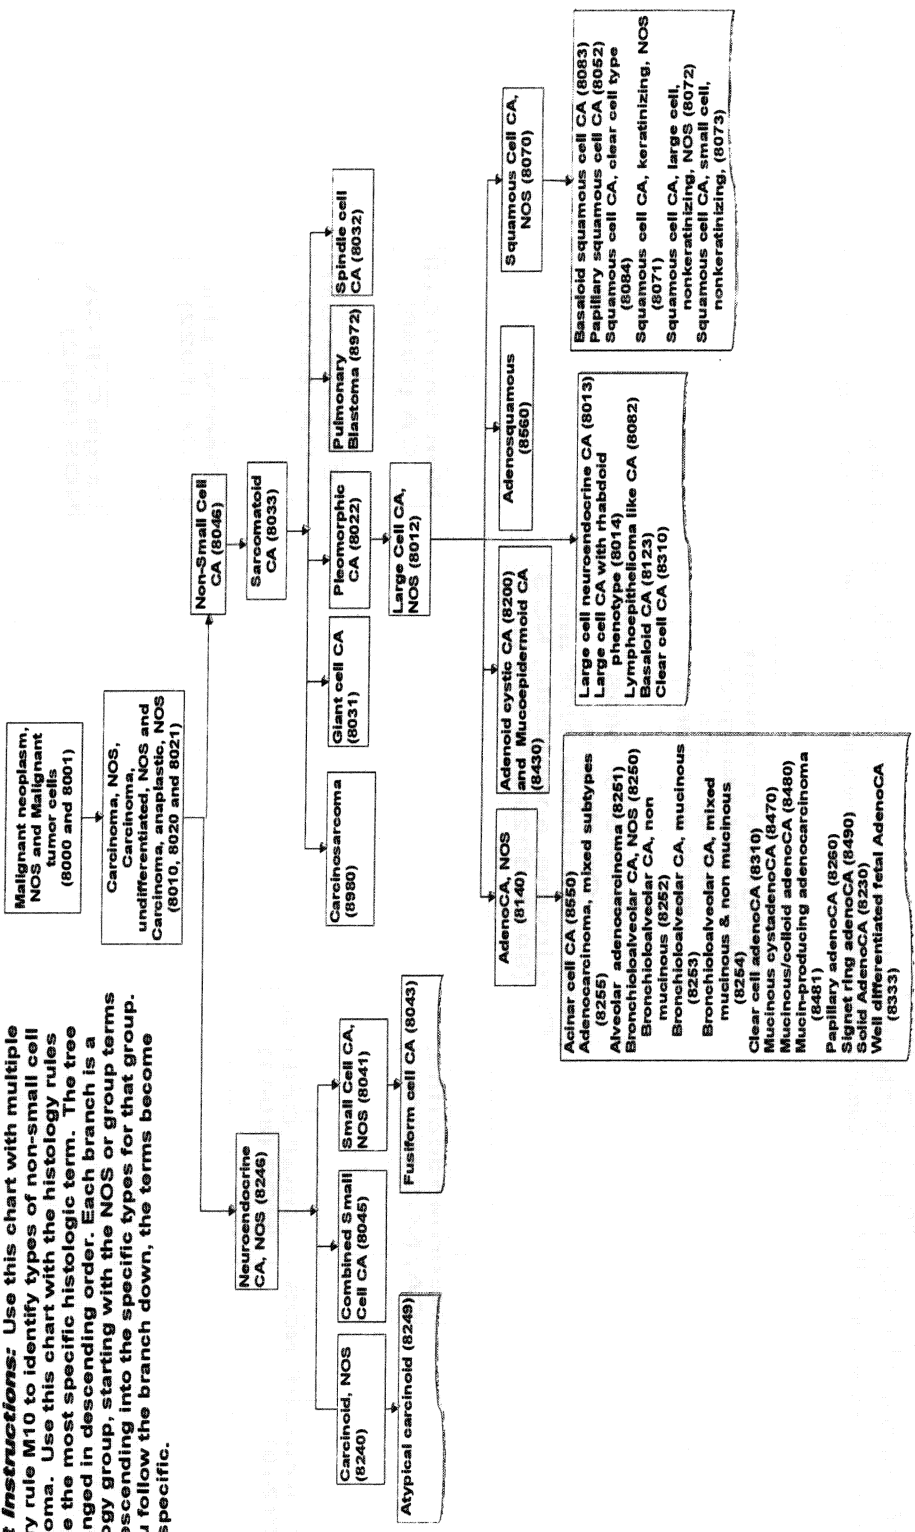 t Instructions: Use this chart with multiple
ry rule M10 to identify types of non-small cell
oma. Use this chart with the histology rules
e the most specific histologic term. The tree
nged in descending order. Each branch is a
ogy group, starting with the NOS or group terms
escending into the specific types for that group.
u follow the branch down, the terms become
specific.
Malignant neoplasm,
NOS and Malignant
tumor cells
(8000 and 8001)
Carcinoma, NOS,
Carcinoma,
undifferentiated, NOS and
Carcinoma, anaplastic, NOS
(8010, 8020 and 8021)
Neuroendocrine
CA, NOS (8246)
Non-Small Cell
CA (8046)
Sarcomatoid
CA (8033)
Carcinoid, NOS
(8240)
Combined Small
Cell CA (8045)
Small Cell CA,
NOS (8041)
Atypical carcinoid (8249)
Fusiform cell CA (8043)
Carcinosarcoma
(8980)
Giant cell CA
(8031)
Pleomorphic
CA (8022)
Pulmonary
Blastoma (8972)
Spindle cell
CA (8032)
Large Cell CA,
NOS (8012)
AdenoCA, NOS
(8140)
Adenoid cystic CA (8200)
and Mucoepidermoid CA
(8430)
Adenosquamous
(8560)
Squamous Cell CA,
NOS (8070)
Acinar cell CA (8550)
Adenocarcinoma, mixed subtypes
(8255)
Alveolar adenocarcinoma (8251)
Bronchioloalveolar CA, NOS (8250)
Bronchioloalveolar CA, non
mucinous (8252)
Bronchioloalveolar CA, mucinous
(8253)
Bronchioloalveolar CA, mixed
mucinous & non mucinous
(8254)
Clear cell adenoCA (8310)
Mucinous cystadenoCA (8470)
Mucinous/colloid adenoCA (8480)
Mucin-producing adenocarcinoma
(8481)
Papillary adenoCA (8260)
Signet ring adenoCA (8490)
Solid AdenoCA (8230)
Well differentiated fetal AdenoCA
(8333)
Large cell neuroendocrine CA (8013)
Large cell CA with rhabdoid
phenotype (8014)
Lymphoepithelioma like CA (8082)
Basaloid CA (8123)
Clear cell CA (8310)
Basaloid squamous cell CA (8083)
Papillary squamous cell CA (8052)
Squamous cell CA, clear cell type
(8084)
Squamous cell CA, keratinizing, NOS
(8071)
Squamous cell CA, large cell,
nonkeratinizing, NOS (8072)
Squamous cell CA, small cell,
nonkeratinizing, (8073)